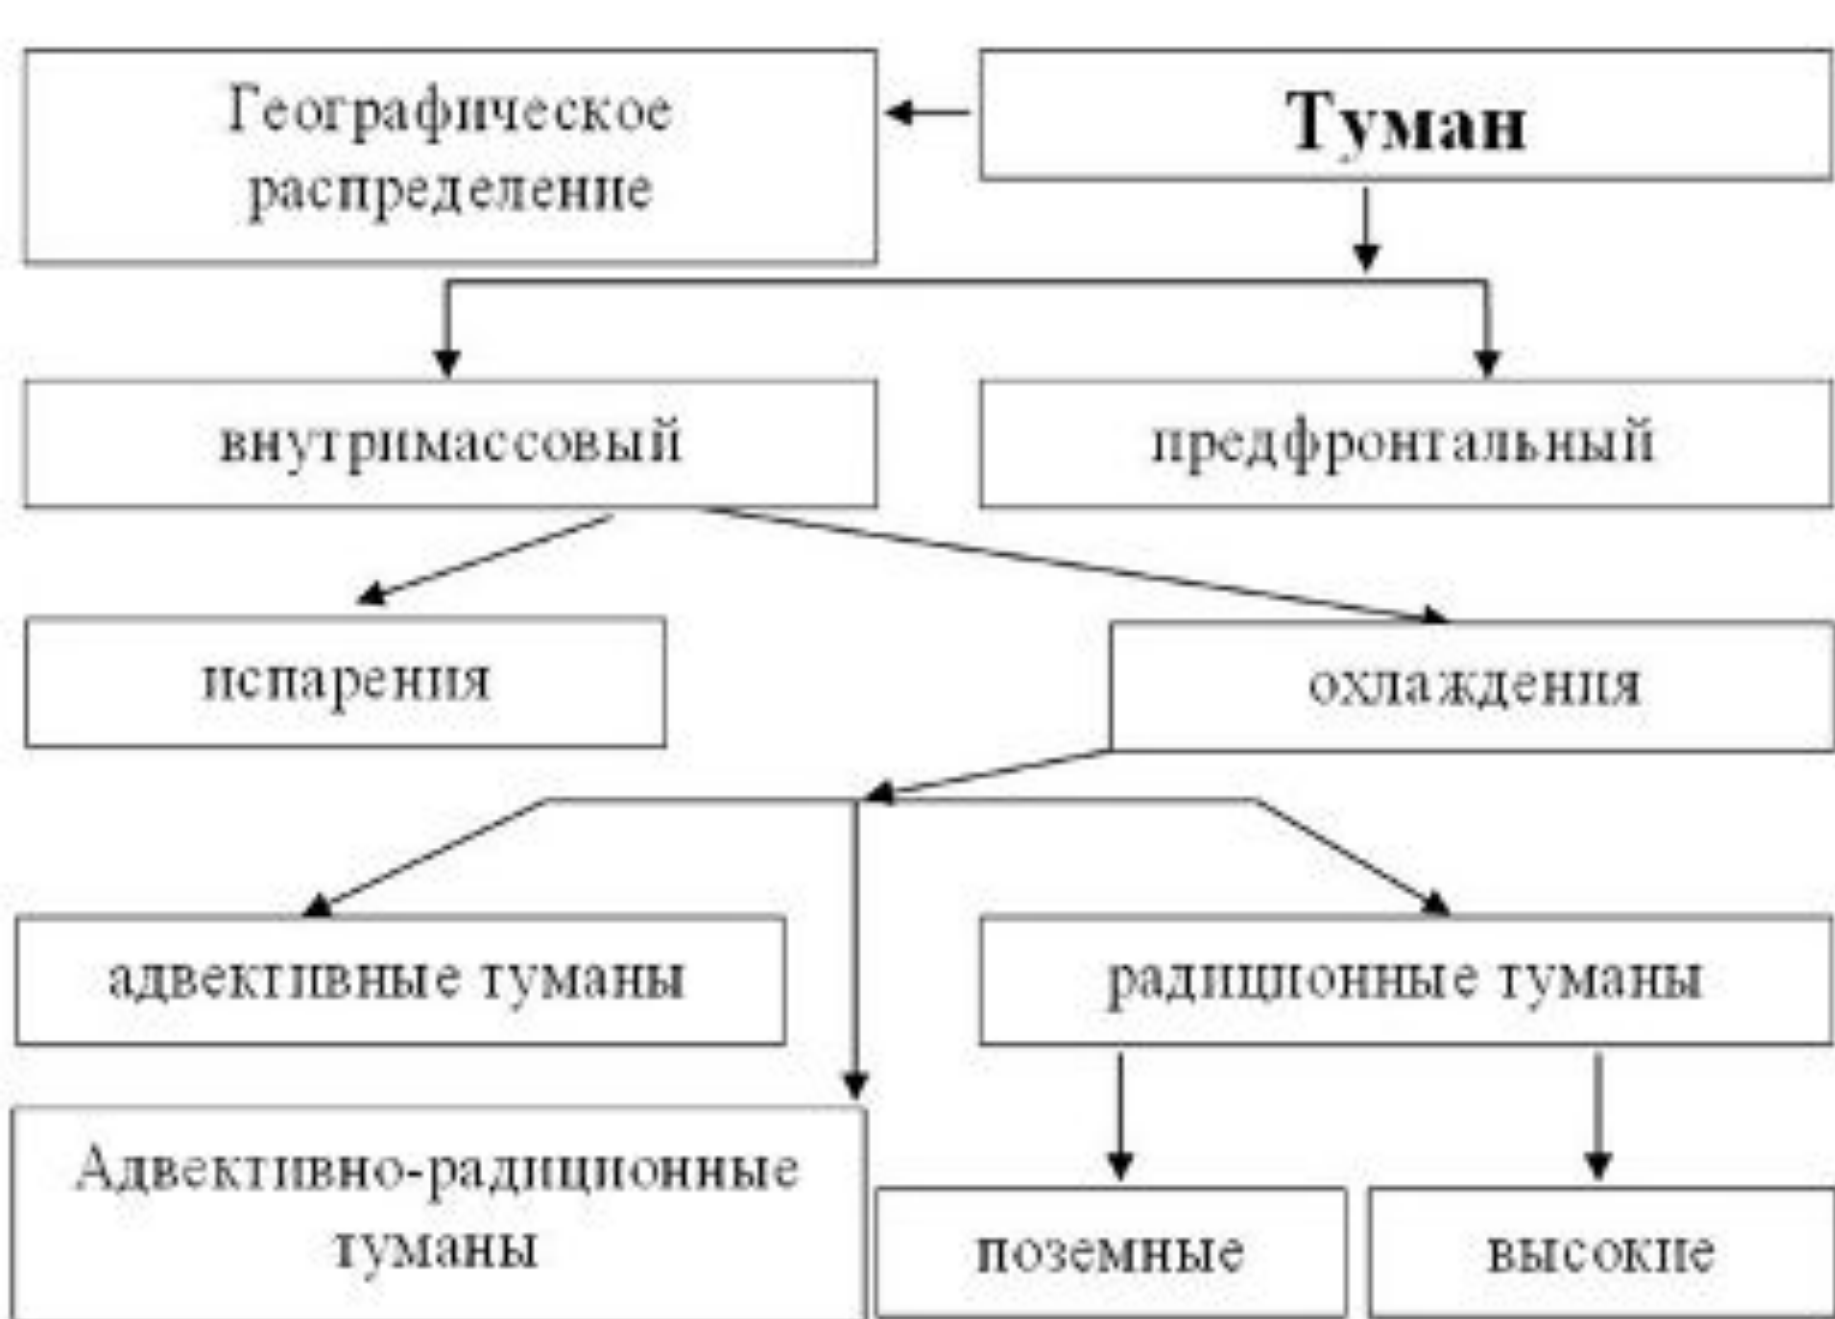 Географическое
распределение
Туман
внутримассовый
предфронтальный
испарения
охлаждения
адвективные туманы
радиционные туманы
Адвективно-радиционные
туманы
поземные
высокие